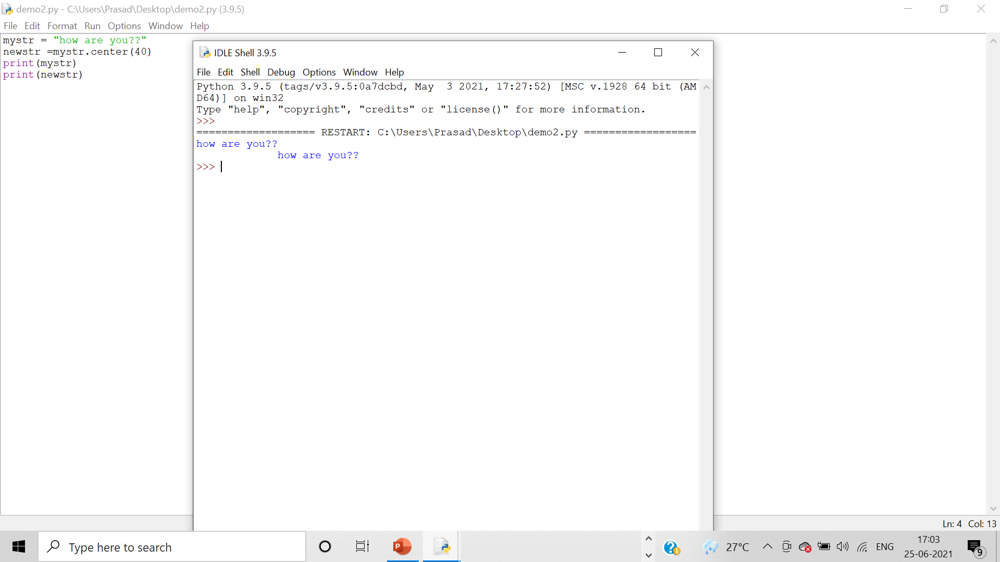 demo2.py - C:\Users\Prasad\Desktop\demo2.py (3.9.5)
File Edit Format Run Options Window Help
mystr = "how are you??"
newstr =mystr.center(40)
print(mystr)
print(newstr)
IDLE Shell 3.9.5
File Edit Shell Debug Options Window Help
Python 3.9.5 (tags/v3.9.5:0a7dcbd, May  3 2021, 17:27:52) [MSC v.1928 64 bit (AM
D64)] on win32
Type "help", "copyright", "credits" or "license()" for more information.
>>>
=================== RESTART: C:\Users\Prasad\Desktop\demo2.py ==================
how are you??
             how are you??
>>>
Ln: 4 Col: 13
Type here to search
P
27°C
ENG
17:03
25-06-2021
9